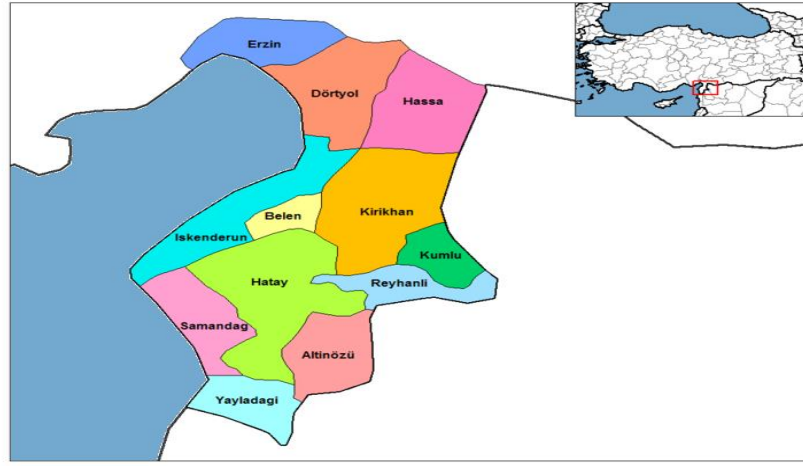 Erzin
Dörtyol
Hassa
Kirikhan
Belen
Iskenderun
Kumlu
Hatay
Reyhanli
Samandag
Altinözü
Yayladagi